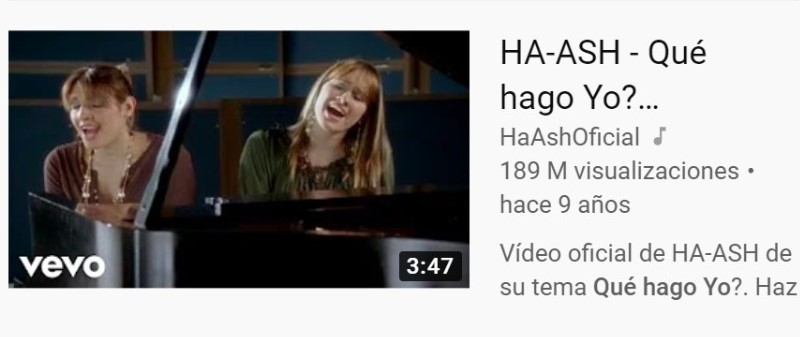 HA-ASH - Qué
hago Yo?...
HaAshOficial
189 M visualizaciones •
hace 9 años
Vídeo oficial de HA-ASH de
su tema Qué hago Yo?. Haz
vevo
3:47